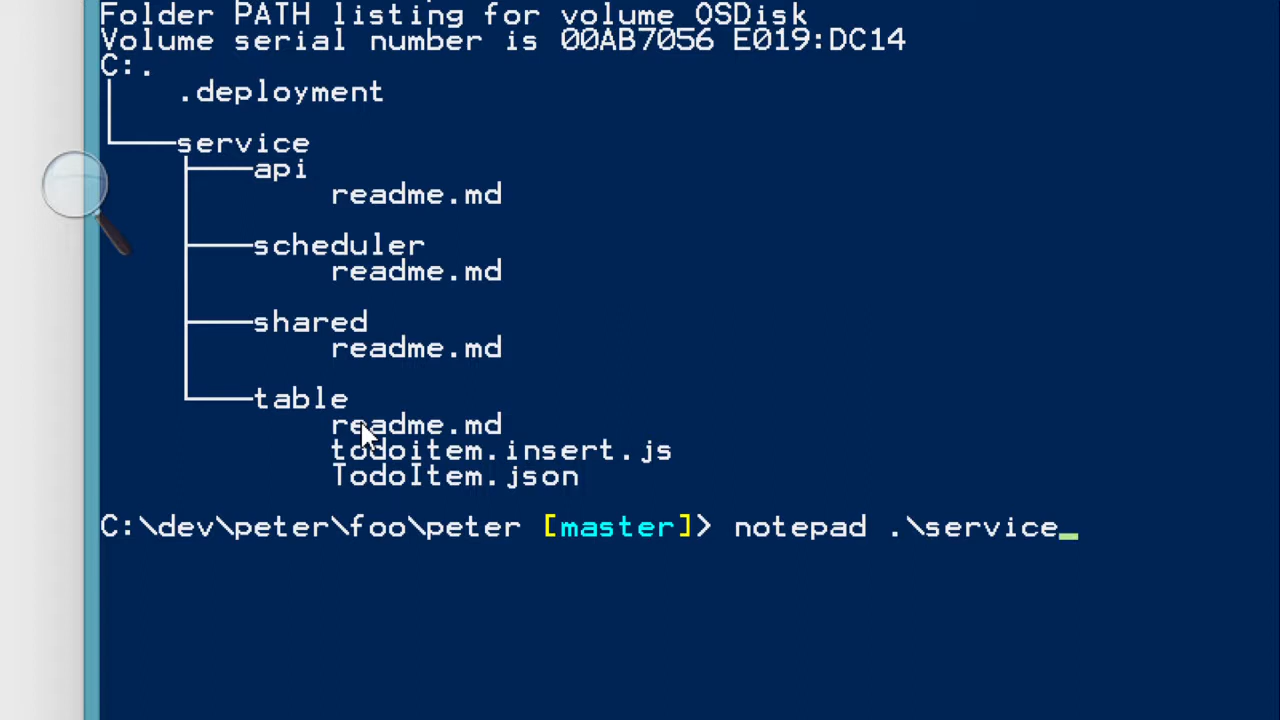 Folder PATH listing for volume OSDisk
Volume serial number is 00AB7056 E019:DC14
C:.
.deployment
service
api
readme.md
scheduler
readme.md
shared
readme.md
table
readme.md
todoitem.insert.js
TodoItem.json
C:\dev\peter\foo\peter [master]> notepad .\service_